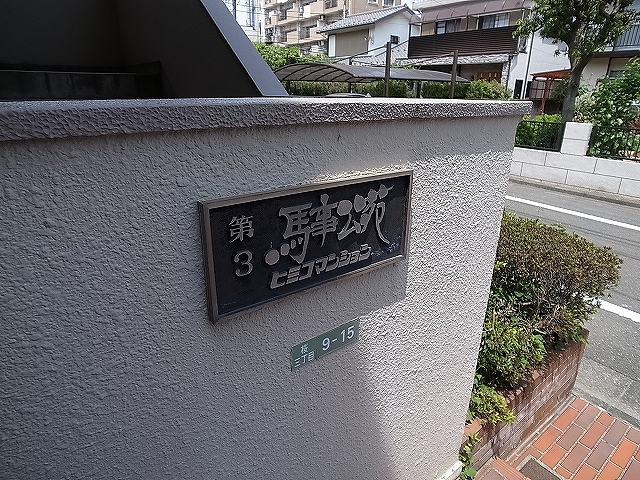 第3
馬事公苑
ヒミコマンション
桜
三丁目
9-15